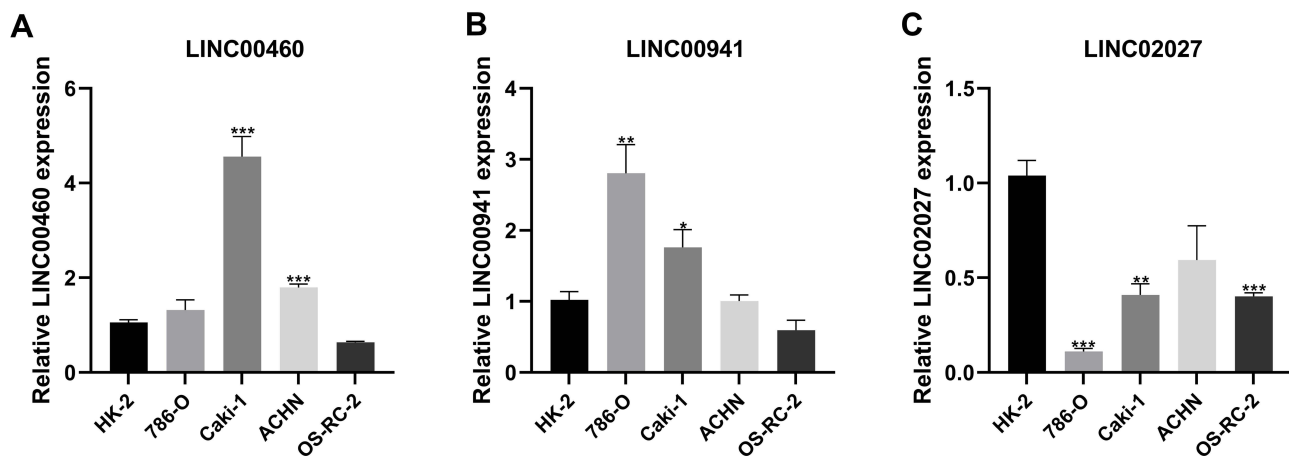 A
LINC00460
Relative LINC00460 expression
6
4
2
0
***
***
HK-2
786-O
Caki-1
ACHN
OS-RC-2
B
LINC00941
Relative LINC00941 expression
4
3
2
1
0
**
*
HK-2
786-O
Caki-1
ACHN
OS-RC-2
C
LINC02027
Relative LINC02027 expression
1.5
1.0
0.5
0.0
***
**
***
HK-2
786-O
Caki-1
ACHN
OS-RC-2